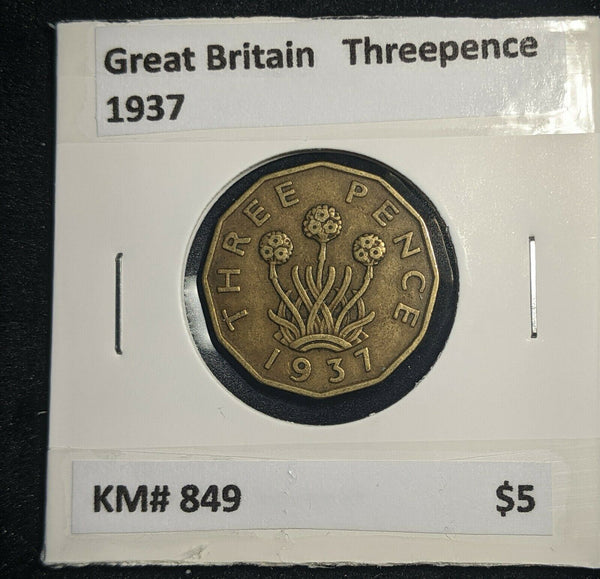 Great Britain Threepence
1937
THREE PENCE
1937
KM# 849 $5